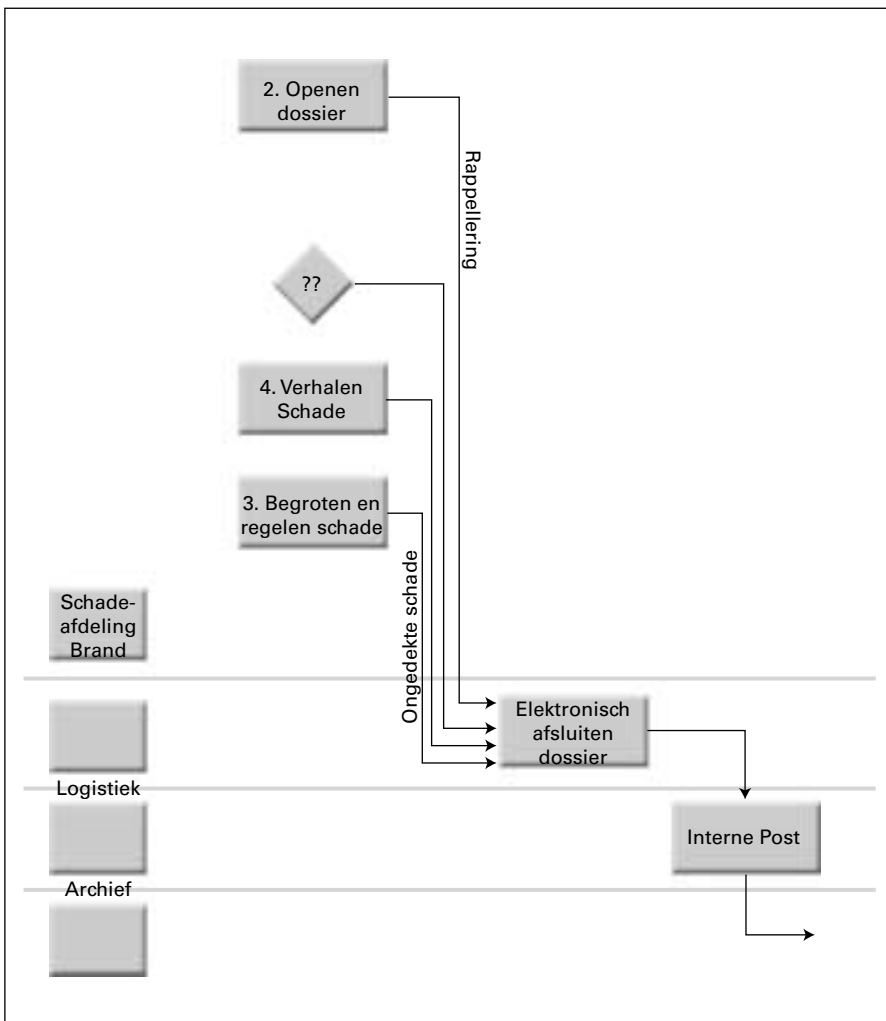 2. Openen
dossier
Rappellering
??
4. Verhalen
Schade
3. Begroten en
regelen schade
Ongedekte schade
Schade-
afdeling
Brand
Elektronisch
afsluiten
dossier
Logistiek
Interne Post
Archief